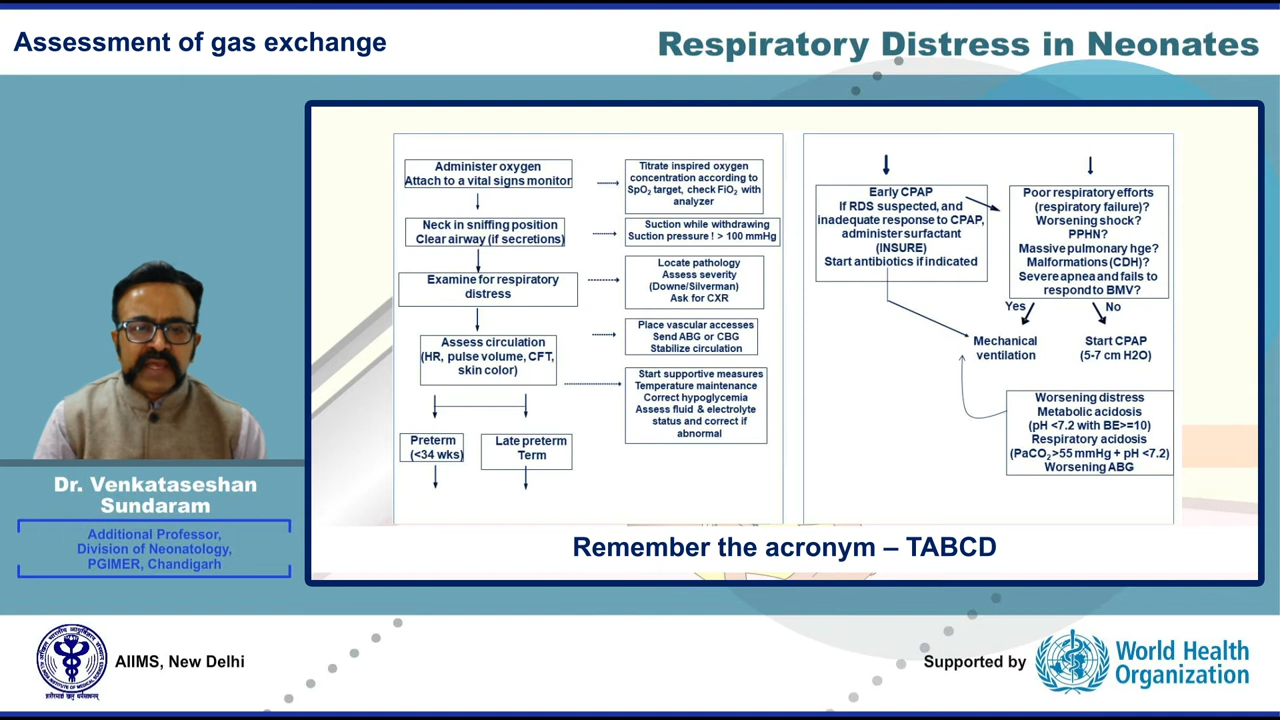 Assessment of gas exchange
Respiratory Distress in Neonates
Administer oxygen
Attach to a vital signs monitor
Titrate inspired oxygen
concentration according to
SpO₂ target, check FiO₂ with
analyzer
Neck in sniffing position
Clear airway (if secretions)
Suction while withdrawing
Suction pressure ! > 100 mmHg
Examine for respiratory
distress
Locate pathology
Assess severity
(Downe/Silverman)
Ask for CXR
Assess circulation
(HR, pulse volume, CFT,
skin color)
Place vascular accesses
Send ABG or CBG
Stabilize circulation
Start supportive measures
Temperature maintenance
Correct hypoglycemia
Assess fluid & electrolyte
status and correct if
abnormal
Preterm
(<34 wks)
Late preterm
Term
Early CPAP
If RDS suspected, and
inadequate response to CPAP,
administer surfactant
(INSURE)
Start antibiotics if indicated
Poor respiratory efforts
(respiratory failure)?
Worsening shock?
PPHN?
Massive pulmonary hge?
Malformations (CDH)?
Severe apnea and fails to
respond to BMV?
Yes
No
Mechanical
ventilation
Start CPAP
(5-7 cm H2O)
Worsening distress
Metabolic acidosis
(pH <7.2 with BE>=10)
Respiratory acidosis
(PaCO₂>55 mmHg + pH <7.2)
Worsening ABG
Remember the acronym – TABCD
Dr. Venkataseshan
Sundaram
Additional Professor,
Division of Neonatology,
PGIMER, Chandigarh
AIIMS, New Delhi
Supported by
World Health
Organization